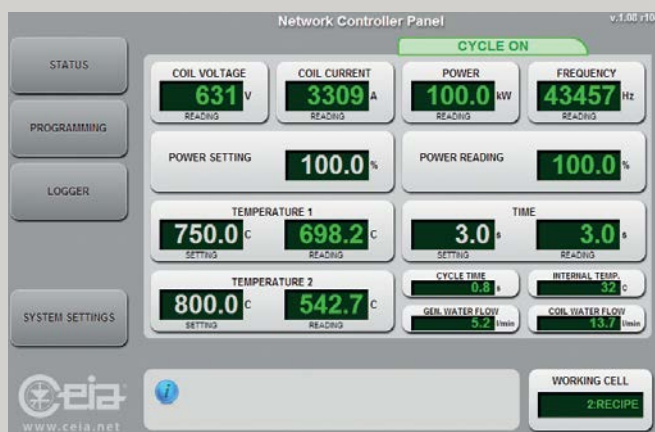 Network Controller Panel
v.1.08 r10
CYCLE ON
STATUS
PROGRAMMING
LOGGER
SYSTEM SETTINGS
COIL VOLTAGE
631 V
READING
COIL CURRENT
3309 A
READING
POWER
100.0 kW
READING
FREQUENCY
43457 Hz
READING
POWER SETTING 100.0 %
POWER READING 100.0 %
TEMPERATURE 1
750.0 C 698.2 C
SETTING READING
TIME
3.0 s 3.0 s
SETTING READING
TEMPERATURE 2
800.0 C 542.7 C
SETTING READING
CYCLE TIME
0.8 s
INTERNAL TEMP.
32 C
GEN. WATER FLOW
5.2 l/min
COIL WATER FLOW
13.7 l/min
Ceia
www.ceia.net
WORKING CELL
2:RECIPE